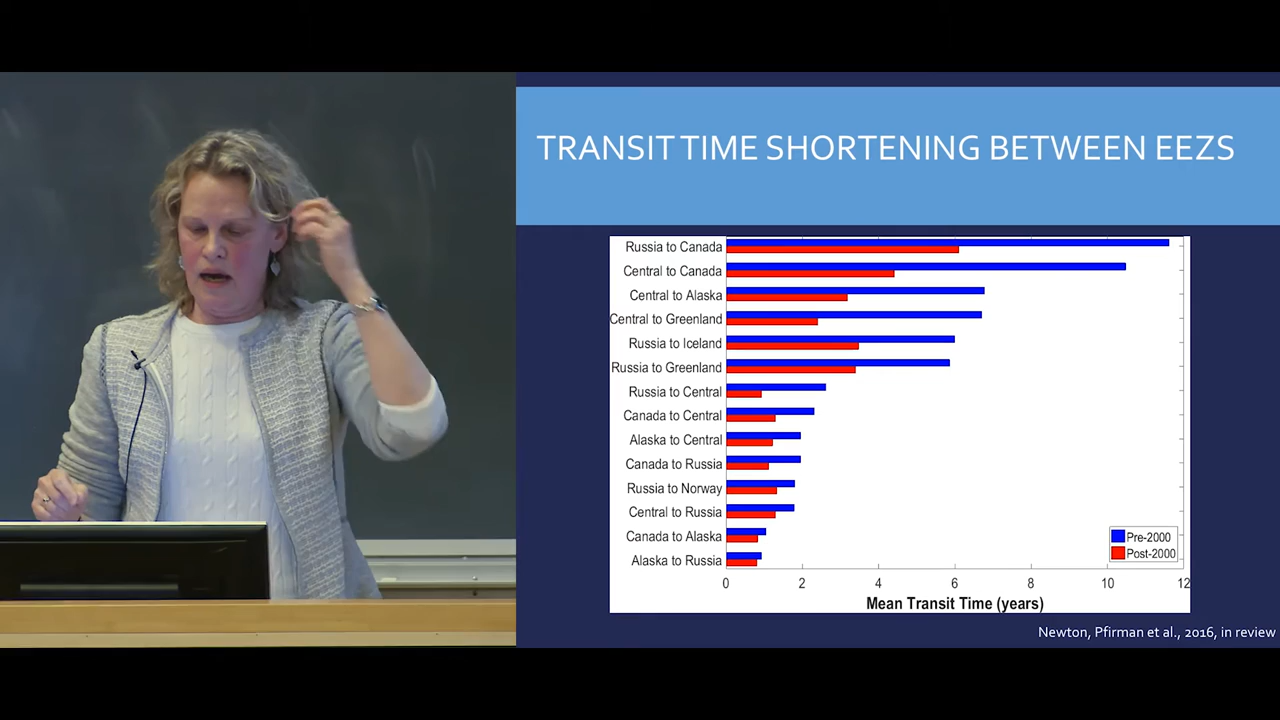 TRANSIT TIME SHORTENING BETWEEN EEZS
Russia to Canada
Central to Canada
Central to Alaska
Central to Greenland
Russia to Iceland
Russia to Greenland
Russia to Central
Canada to Central
Alaska to Central
Canada to Russia
Russia to Norway
Central to Russia
Canada to Alaska
Alaska to Russia
Pre-2000
Post-2000
0 2 4 6 8 10 12
Mean Transit Time (years)
Newton, Pfirman et al., 2016, in review